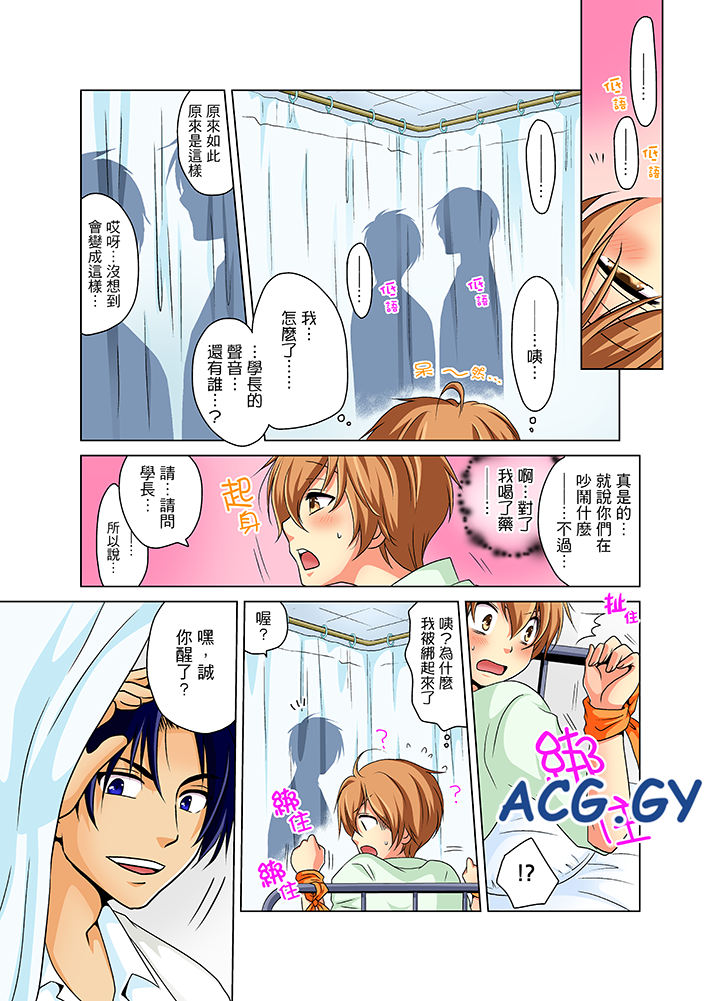 ───……
低語
───……
低語
───咦…
……
低語
低語
呆～然…
我…
怎麼了……
…學長的
聲音…
還有誰…？
原來如此
原來是這樣
哎呀…沒想到
會變成這樣…
真是的…
就說你們在
吵鬧什麼
───不過…
啊…對了
我喝了藥
───
起身
請…請問
學長…
───……
所以說…
扯住
綁住
!?
咦？為什麼
我被綁起來了
喔？
?
?
綁住
綁住
嘿，誠
你醒了？
ACG.GY